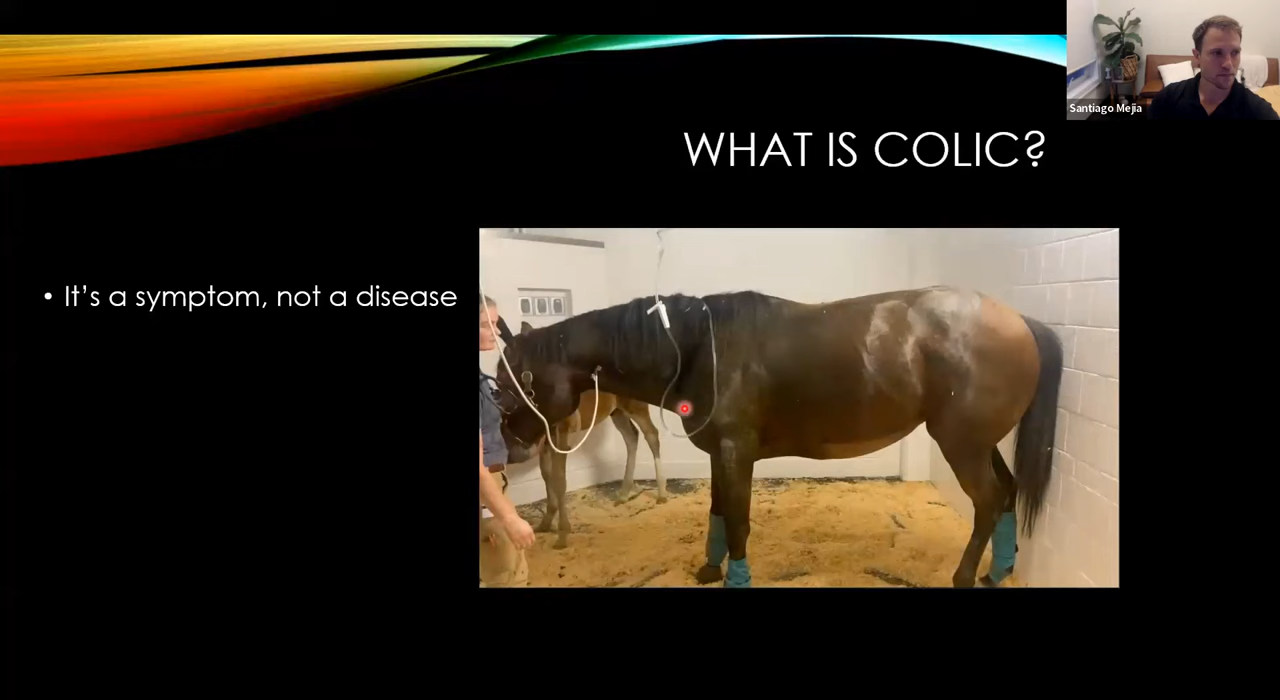 Santiago Mejia
WHAT IS COLIC?
• It's a symptom, not a disease